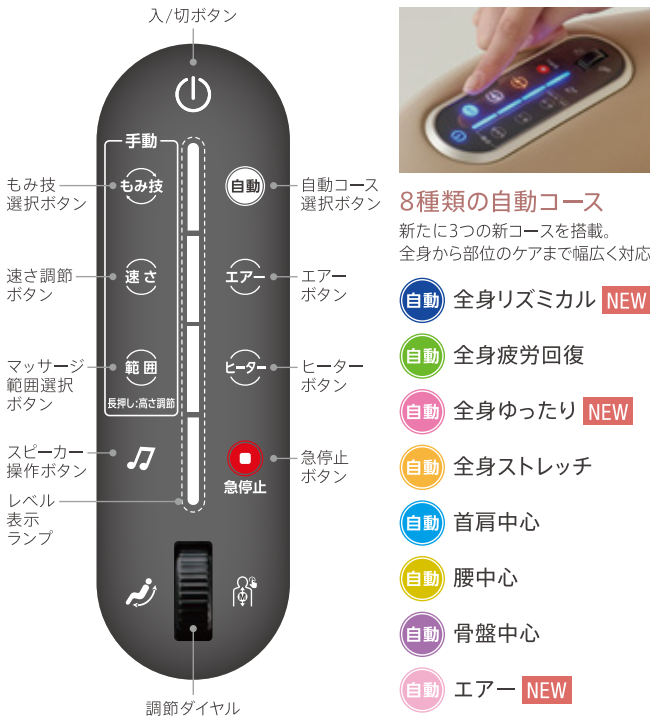 入/切ボタン
手動
もみ技
選択ボタン
もみ技
自動
自動コース
選択ボタン
速さ調節
ボタン
速さ
エアー
エアー
ボタン
マッサージ
範囲選択
ボタン
範囲
長押し:高さ調節
ヒーター
ヒーター
ボタン
スピーカー
操作ボタン
急停止
急停止
ボタン
レベル
表示
ランプ
調節ダイヤル
8種類の自動コース
新たに3つの新コースを搭載。
全身から部位のケアまで幅広く対応
自動 全身リズミカル NEW
自動 全身疲労回復
自動 全身ゆったり NEW
自動 全身ストレッチ
自動 首肩中心
自動 腰中心
自動 骨盤中心
自動 エアー NEW